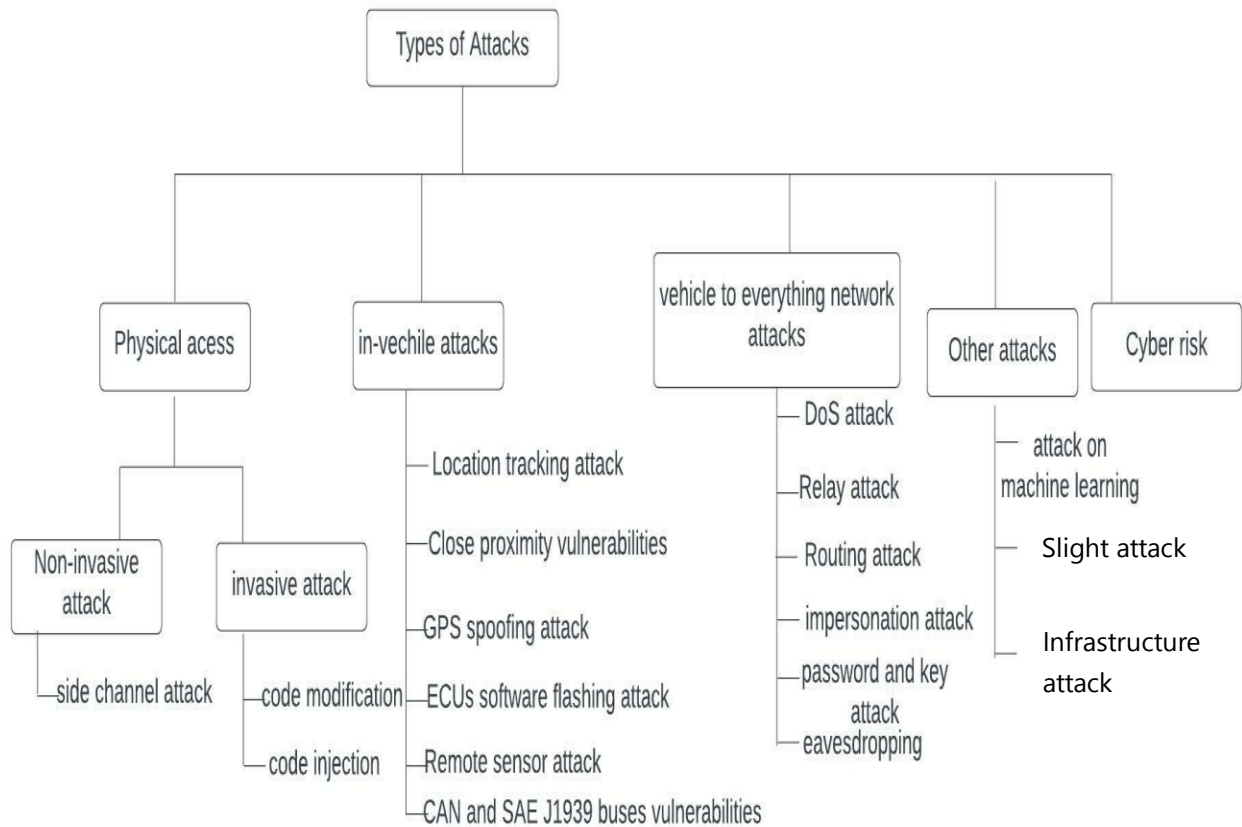 Types of Attacks
Physical acess
in-vechile attacks
vehicle to everything network
attacks
Other attacks
Cyber risk
Non-invasive
attack
invasive attack
side channel attack
code modification
code injection
Location tracking attack
Close proximity vulnerabilities
GPS spoofing attack
ECUs software flashing attack
Remote sensor attack
CAN and SAE J1939 buses vulnerabilities
DoS attack
Relay attack
Routing attack
impersonation attack
password and key
attack
eavesdropping
attack on
machine learning
Slight attack
Infrastructure
attack